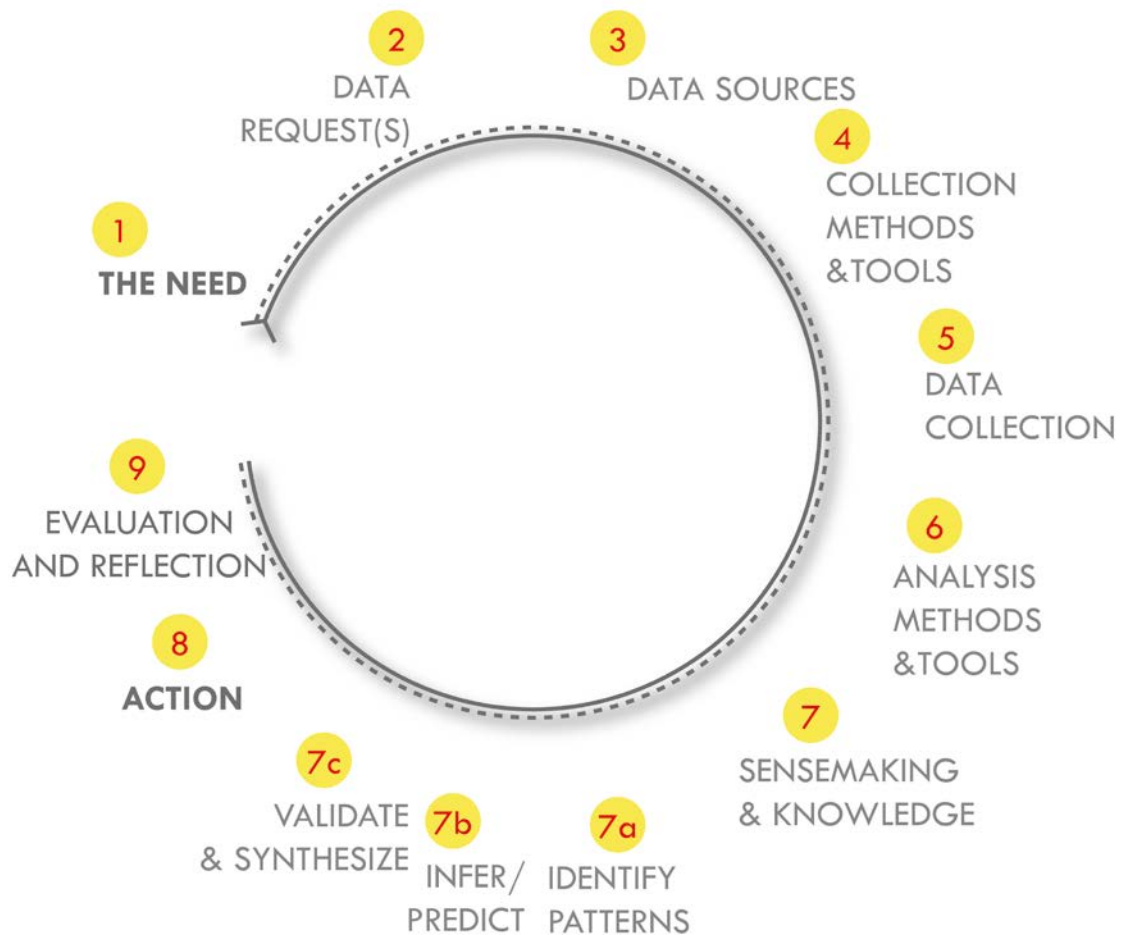 1
THE NEED
2
DATA
REQUEST(S)
3
DATA SOURCES
4
COLLECTION
METHODS
&TOOLS
5
DATA
COLLECTION
6
ANALYSIS
METHODS
&TOOLS
7
SENSEMAKING
& KNOWLEDGE
7a
IDENTIFY
PATTERNS
7b
INFER/
PREDICT
7c
VALIDATE
& SYNTHESIZE
8
ACTION
9
EVALUATION
AND REFLECTION